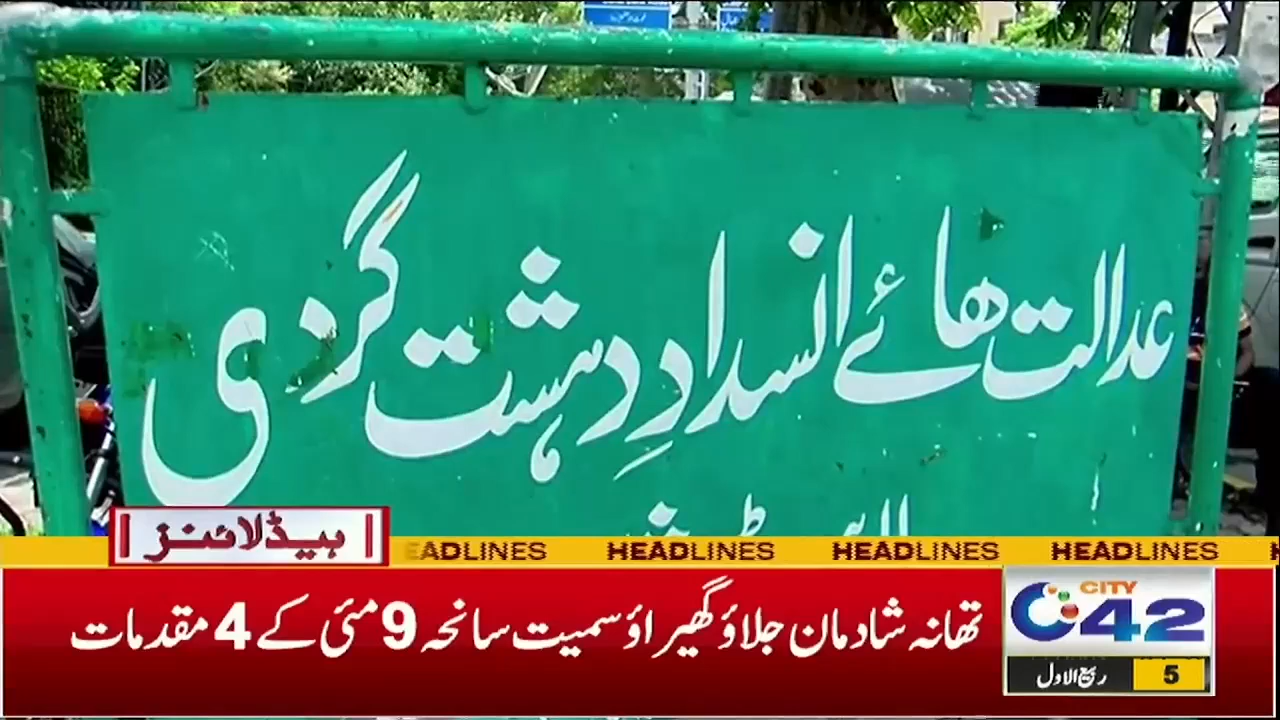 عدالت ھائے انسدادِ دہشت گردی
ہیڈلائنز
EADLINES HEADLINES HEADLINES HEADLINES
تھانہ شادمان جلاؤ گھیراؤ سمیت سانحہ 9 مئی کے 4 مقدمات
CITY
42
5 ربیع الاول